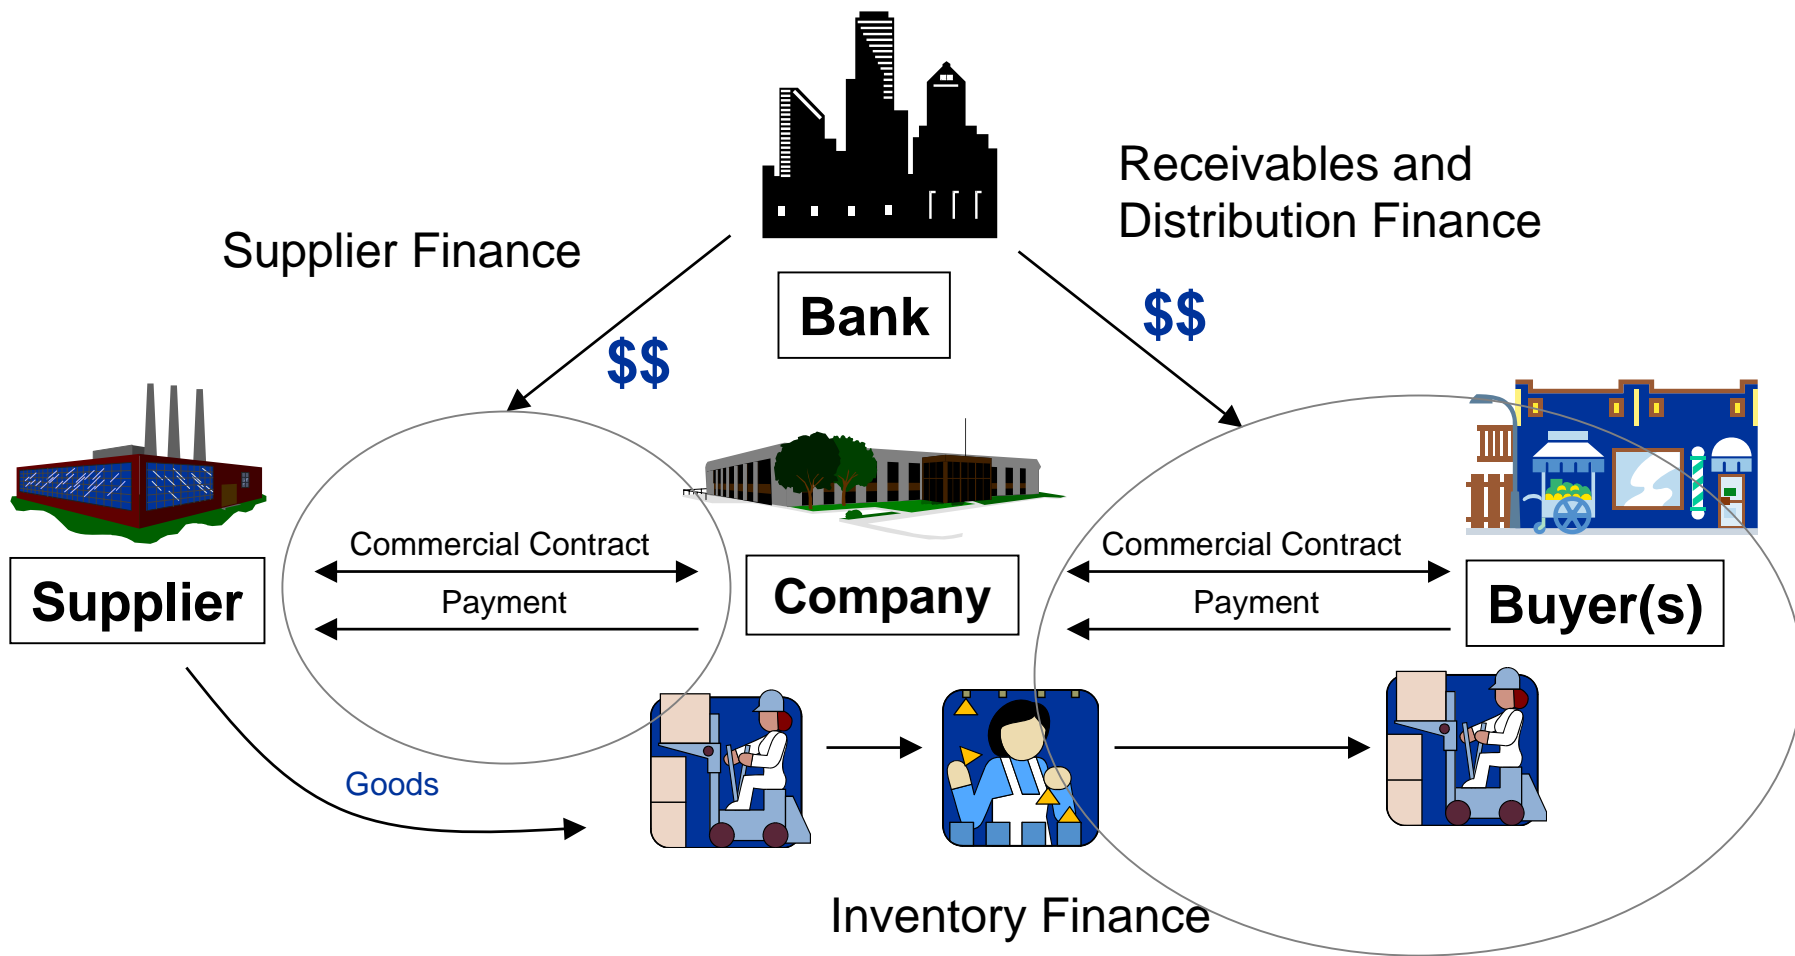 Receivables and
Distribution Finance
Supplier Finance
$$
Bank
$$
Commercial Contract
Commercial Contract
Supplier
Payment
Company
Payment
Buyer(s)
Goods
Inventory Finance